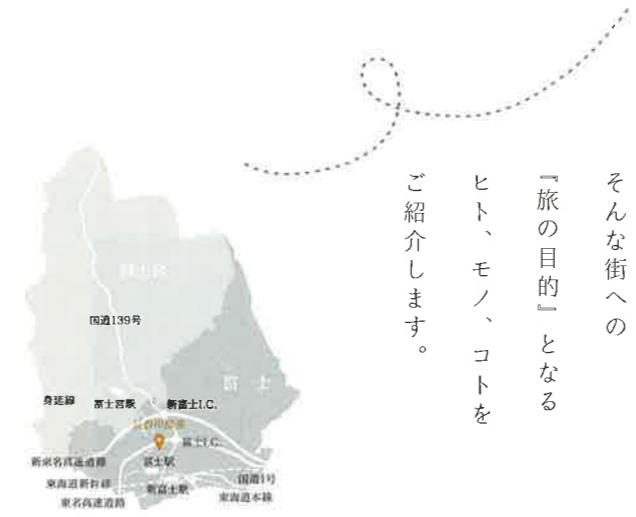 そんな街への
『旅の目的』となる
ヒト、モノ、コトを
ご紹介します。
富士宮
国道139号
富士
身延線
富士宮駅
新富士I.C.
富士I.C.
新東名高速道路
富士駅
東海道新幹線
新富士駅
国道1号
東名高速道路
東海道本線